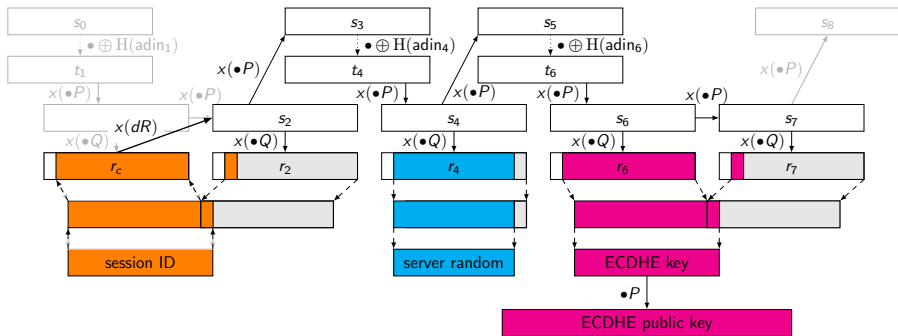 s₀ s₃ s₅ s₈
• ⊕ H(adin₁) • ⊕ H(adin₄) • ⊕ H(adin₆)
t₁ x(•P) t₄ x(•P) t₆ x(•P)
x(•P) x(•P) x(•P) x(•P) x(•P)
x(dR) s₂ s₄ s₆ s₇
x(•Q) x(•Q) x(•Q) x(•Q) x(•Q)
r_c r₂ r₄ r₆ r₇
session ID server random ECDHE key
•P
ECDHE public key